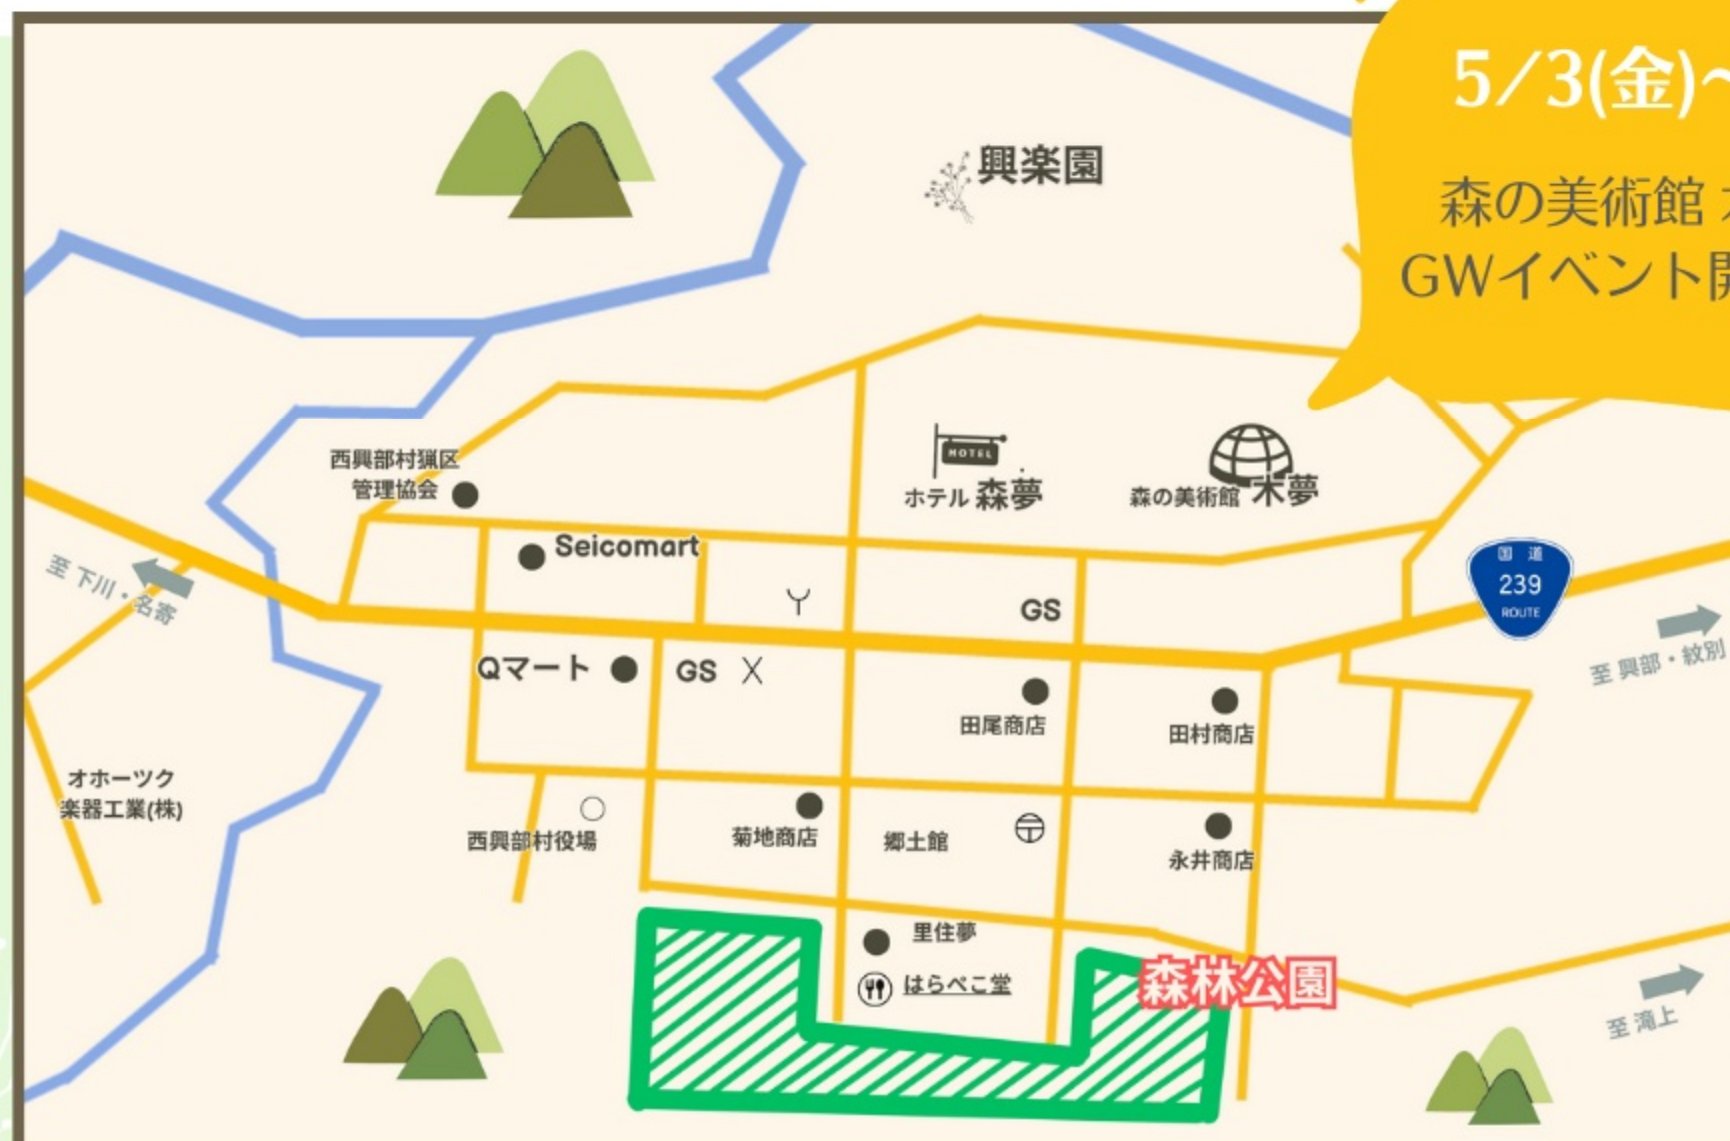 5/3(金)~
森の美術館
GWイベント開
興楽園
西興部村猟区
管理協会
HOTEL
ホテル 森夢
森の美術館 木夢
Seicomart
国道
239
ROUTE
至 下川・名寄
GS
至 興部・紋別
Qマート
GS
田尾商店
田村商店
オホーツク
楽器工業(株)
西興部村役場
菊地商店
郷土館
永井商店
里住夢
はらぺこ堂
森林公園
至 滝上